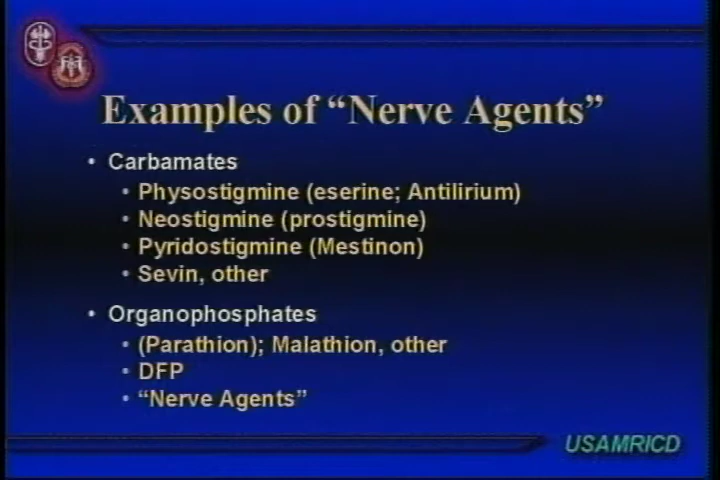 Examples of “Nerve Agents”
• Carbamates
• Physostigmine (eserine; Antilirium)
• Neostigmine (prostigmine)
• Pyridostigmine (Mestinon)
• Sevin, other
• Organophosphates
• (Parathion); Malathion, other
• DFP
• “Nerve Agents”
USAMRICD